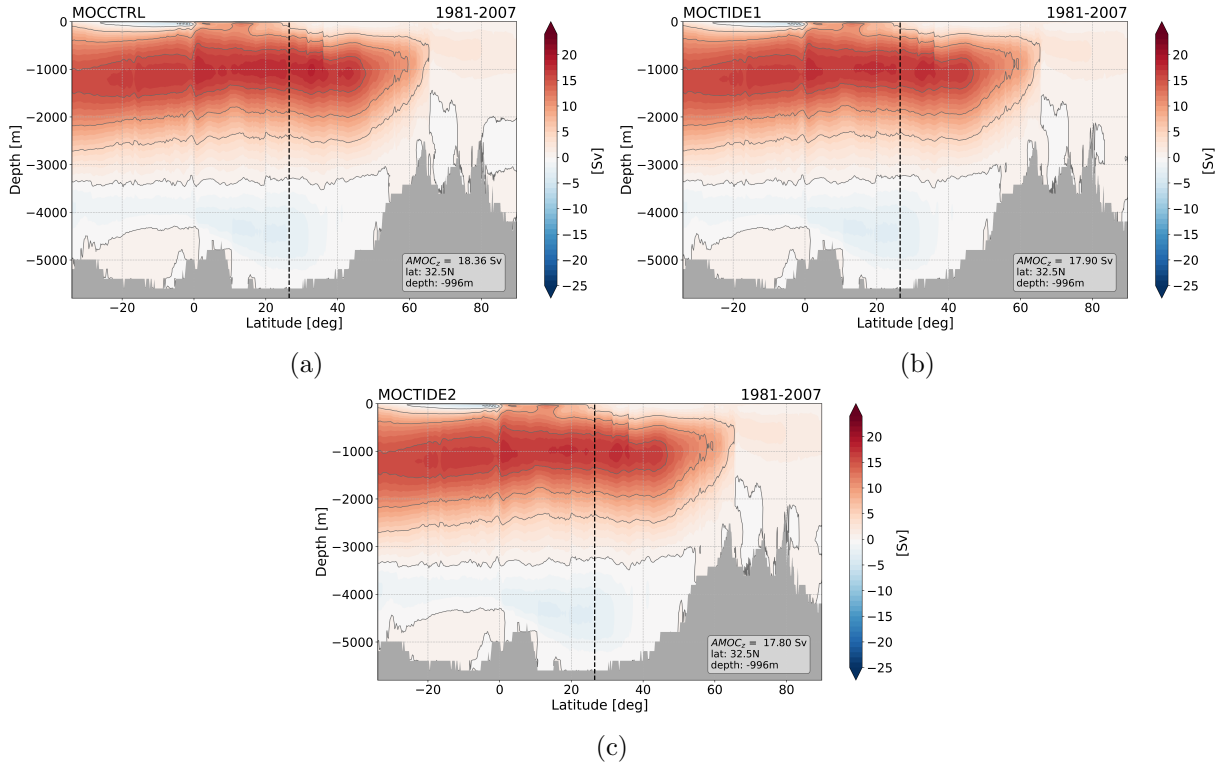 MOCCTRL 1981-2007
0
−1000
−2000
−3000
−4000
−5000
Depth [m]
−20 0 20 40 60 80
Latitude [deg]
AMOC_z = 18.36 Sv
lat: 32.5N
depth: -996m
20
15
10
5
0
−5
−10
−15
−20
−25
[Sv]
(a)
MOCTIDE1 1981-2007
0
−1000
−2000
−3000
−4000
−5000
Depth [m]
−20 0 20 40 60 80
Latitude [deg]
AMOC_z = 17.90 Sv
lat: 32.5N
depth: -996m
20
15
10
5
0
−5
−10
−15
−20
−25
[Sv]
(b)
MOCTIDE2 1981-2007
0
−1000
−2000
−3000
−4000
−5000
Depth [m]
−20 0 20 40 60 80
Latitude [deg]
AMOC_z = 17.80 Sv
lat: 32.5N
depth: -996m
20
15
10
5
0
−5
−10
−15
−20
−25
[Sv]
(c)